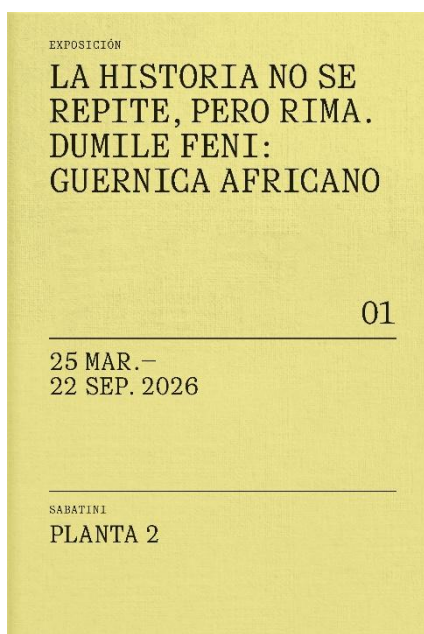 EXPOSICIÓN
LA HISTORIA NO SE
REPITE, PERO RIMA.
DUMILE FENI:
GUERNICA AFRICANO
01
25 MAR.—
22 SEP. 2026
SABATINI
PLANTA 2